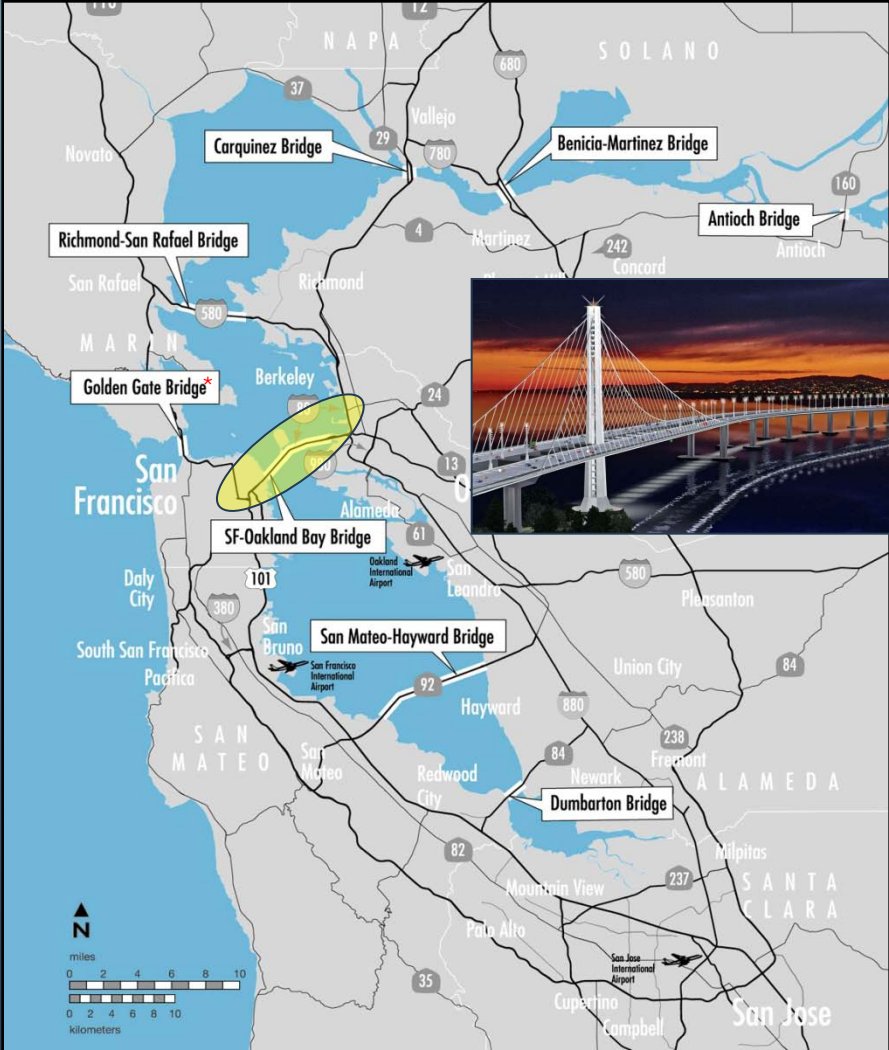 12
NAPA
SOLANO
680
37
Vallejo
29
780
Carquinez Bridge
Benicia-Martinez Bridge
Novato
160
Antioch Bridge
4
Martinez
242
Antioch
Concord
Richmond-San Rafael Bridge
San Rafael
Richmond
580
MARIN
Golden Gate Bridge*
Berkeley
80
24
13
San
Francisco
Alameda
SF-Oakland Bay Bridge
61
Oakland
International
Airport
San
Leandro
580
Pleasanton
Daly
City
101
380
San
Bruno
South San Francisco
Pacifica
San Francisco
International
Airport
San Mateo-Hayward Bridge
Union City
84
92
Hayward
880
238
Fremont
SAN
MATEO
San
Mateo
84
Redwood
City
Newark
ALAMEDA
Dumbarton Bridge
82
Milpitas
237
Mountain View
SANTA
CLARA
Palo Alto
N
miles
0 2 4 6 8 10
0 2 4 6 8 10
kilometers
San Jose
International
Airport
35
Cupertino
Campbell
San Jose